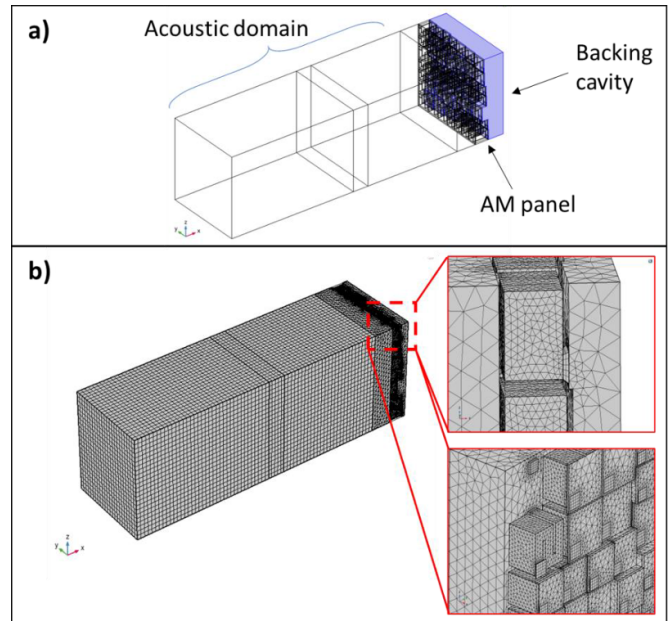 a)
Acoustic domain
Backing
cavity
AM panel
z
y
x
b)
z
y
x